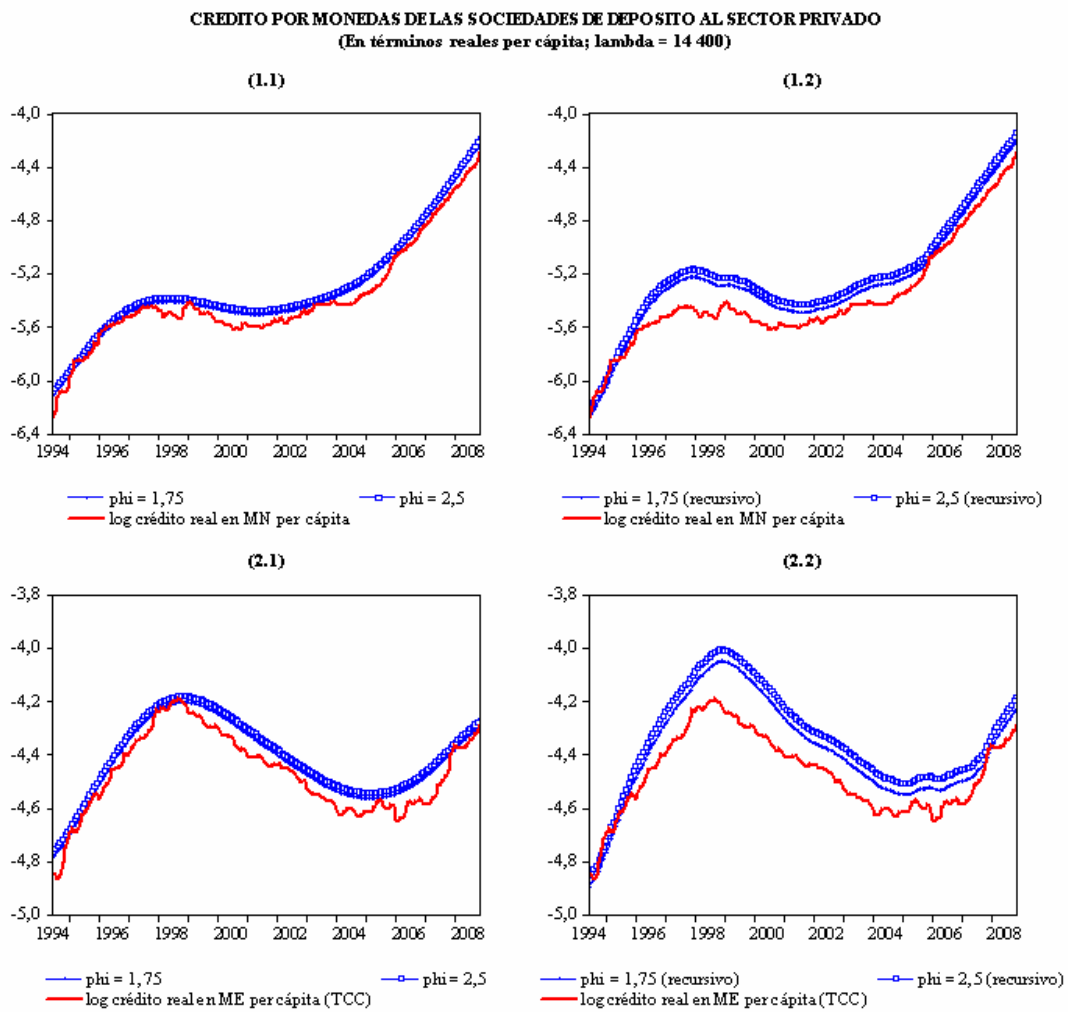 CREDITO POR MONEDAS DE LAS SOCIEDADES DE DEPOSITO AL SECTOR PRIVADO
(En términos reales per cápita; lambda = 14 400)
(1.1)
-4,0
-4,4
-4,8
-5,2
-5,6
-6,0
-6,4
1994 1996 1998 2000 2002 2004 2006 2008
phi = 1,75 phi = 2,5
log crédito real en MN per cápita
(1.2)
-4,0
-4,4
-4,8
-5,2
-5,6
-6,0
-6,4
1994 1996 1998 2000 2002 2004 2006 2008
phi = 1,75 (recursivo) phi = 2,5 (recursivo)
log crédito real en MN per cápita
(2.1)
-3,8
-4,0
-4,2
-4,4
-4,6
-4,8
-5,0
1994 1996 1998 2000 2002 2004 2006 2008
phi = 1,75 phi = 2,5
log crédito real en ME per cápita (TCC)
(2.2)
-3,8
-4,0
-4,2
-4,4
-4,6
-4,8
-5,0
1994 1996 1998 2000 2002 2004 2006 2008
phi = 1,75 (recursivo) phi = 2,5 (recursivo)
log crédito real en ME per cápita (TCC)